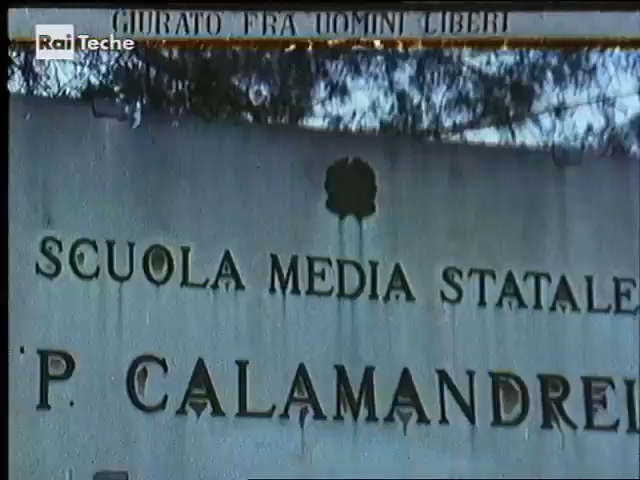 GIURATO FRA UOMINI LIBERI
Rai Teche
SCUOLA MEDIA STATALE
P. CALAMANDREI